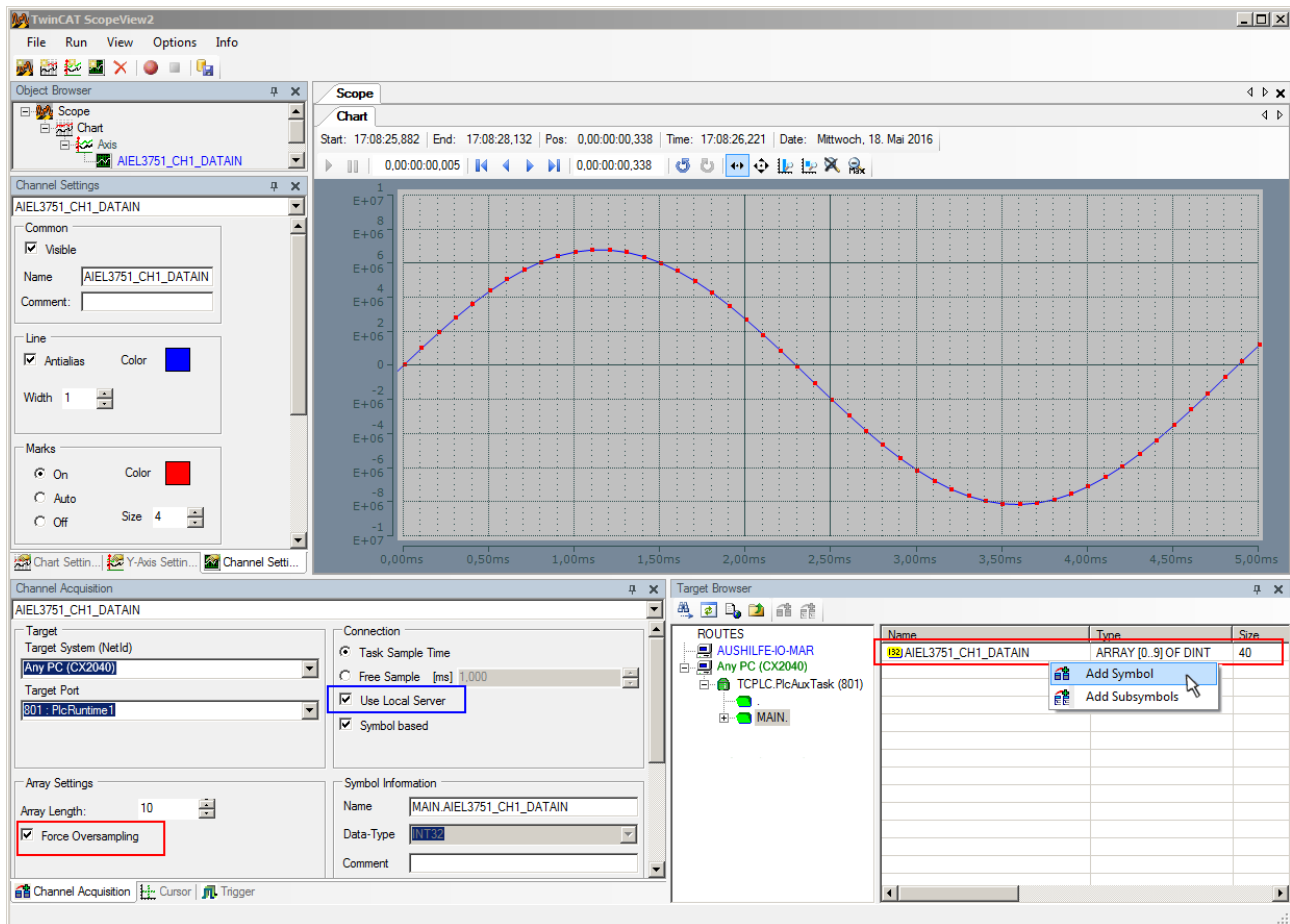 TwinCAT ScopeView2
File Run View Options Info
Object Browser
Scope
Chart
Axis
AIEL3751_CH1_DATAIN
Channel Settings
AIEL3751_CH1_DATAIN
Common
Visible
Name AIEL3751_CH1_DATAIN
Comment:
Line
Antialias Color
Width 1
Marks
On Color
Auto
Off Size 4
Chart Settin... Y-Axis Settin... Channel Setti...
Scope
Chart
Start: 17:08:25,882 End: 17:08:28,132 Pos: 0,00:00:00,338 Time: 17:08:26,221 Date: Mittwoch, 18. Mai 2016
0,00:00:00,005 0,00:00:00,338 Max
1
E+07
8
E+06
6
E+06
4
E+06
2
E+06
0
-2
E+06
-4
E+06
-6
E+06
-8
E+06
-1
E+07
0,00ms 0,50ms 1,00ms 1,50ms 2,00ms 2,50ms 3,00ms 3,50ms 4,00ms 4,50ms 5,00ms
Channel Acquisition
AIEL3751_CH1_DATAIN
Target
Target System (NetId)
Any PC (CX2040)
Target Port
801 : PlcRuntime1
Connection
Task Sample Time
Free Sample [ms] 1,000
Use Local Server
Symbol based
Array Settings
Array Length: 10
Force Oversampling
Symbol Information
Name MAIN.AIEL3751_CH1_DATAIN
Data-Type INT32
Comment
Channel Acquisition Cursor Trigger
Target Browser
ROUTES
AUSHILFE-IO-MAR
Any PC (CX2040)
TCPLC.PlcAuxTask (801)
.
MAIN.
Name Type Size
I32 AIEL3751_CH1_DATAIN ARRAY [0..9] OF DINT 40
Add Symbol
Add Subsymbols